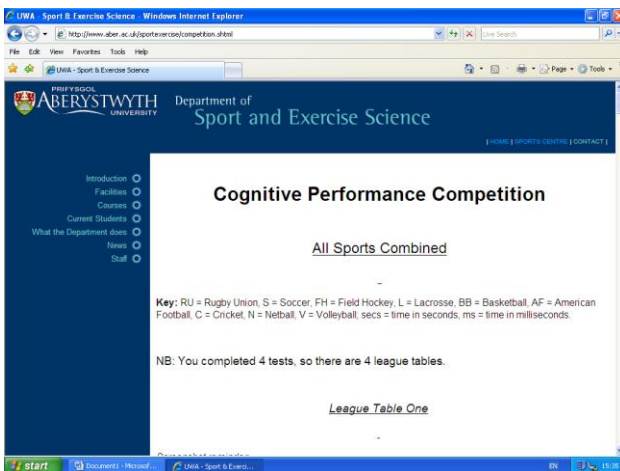 UWA - Sport & Exercise Science - Windows Internet Explorer
http://www.aber.ac.uk/sportexercise/competition.shtml
Live Search
File Edit View Favorites Tools Help
UWA - Sport & Exercise Science
Page Tools
PRIFYSGOL
ABERYSTWYTH
UNIVERSITY
Department of
Sport and Exercise Science
| HOME | SPORTS CENTRE | CONTACT |
Introduction
Facilities
Courses
Current Students
What the Department does
News
Staff
Cognitive Performance Competition
All Sports Combined
Key: RU = Rugby Union, S = Soccer, FH = Field Hockey, L = Lacrosse, BB = Basketball, AF = American
Football, C = Cricket, N = Netball, V = Volleyball, secs = time in seconds, ms = time in milliseconds.
NB: You completed 4 tests, so there are 4 league tables.
League Table One
start
Document1 - Microsof...
UWA - Sport & Exerci...
EN
15:35